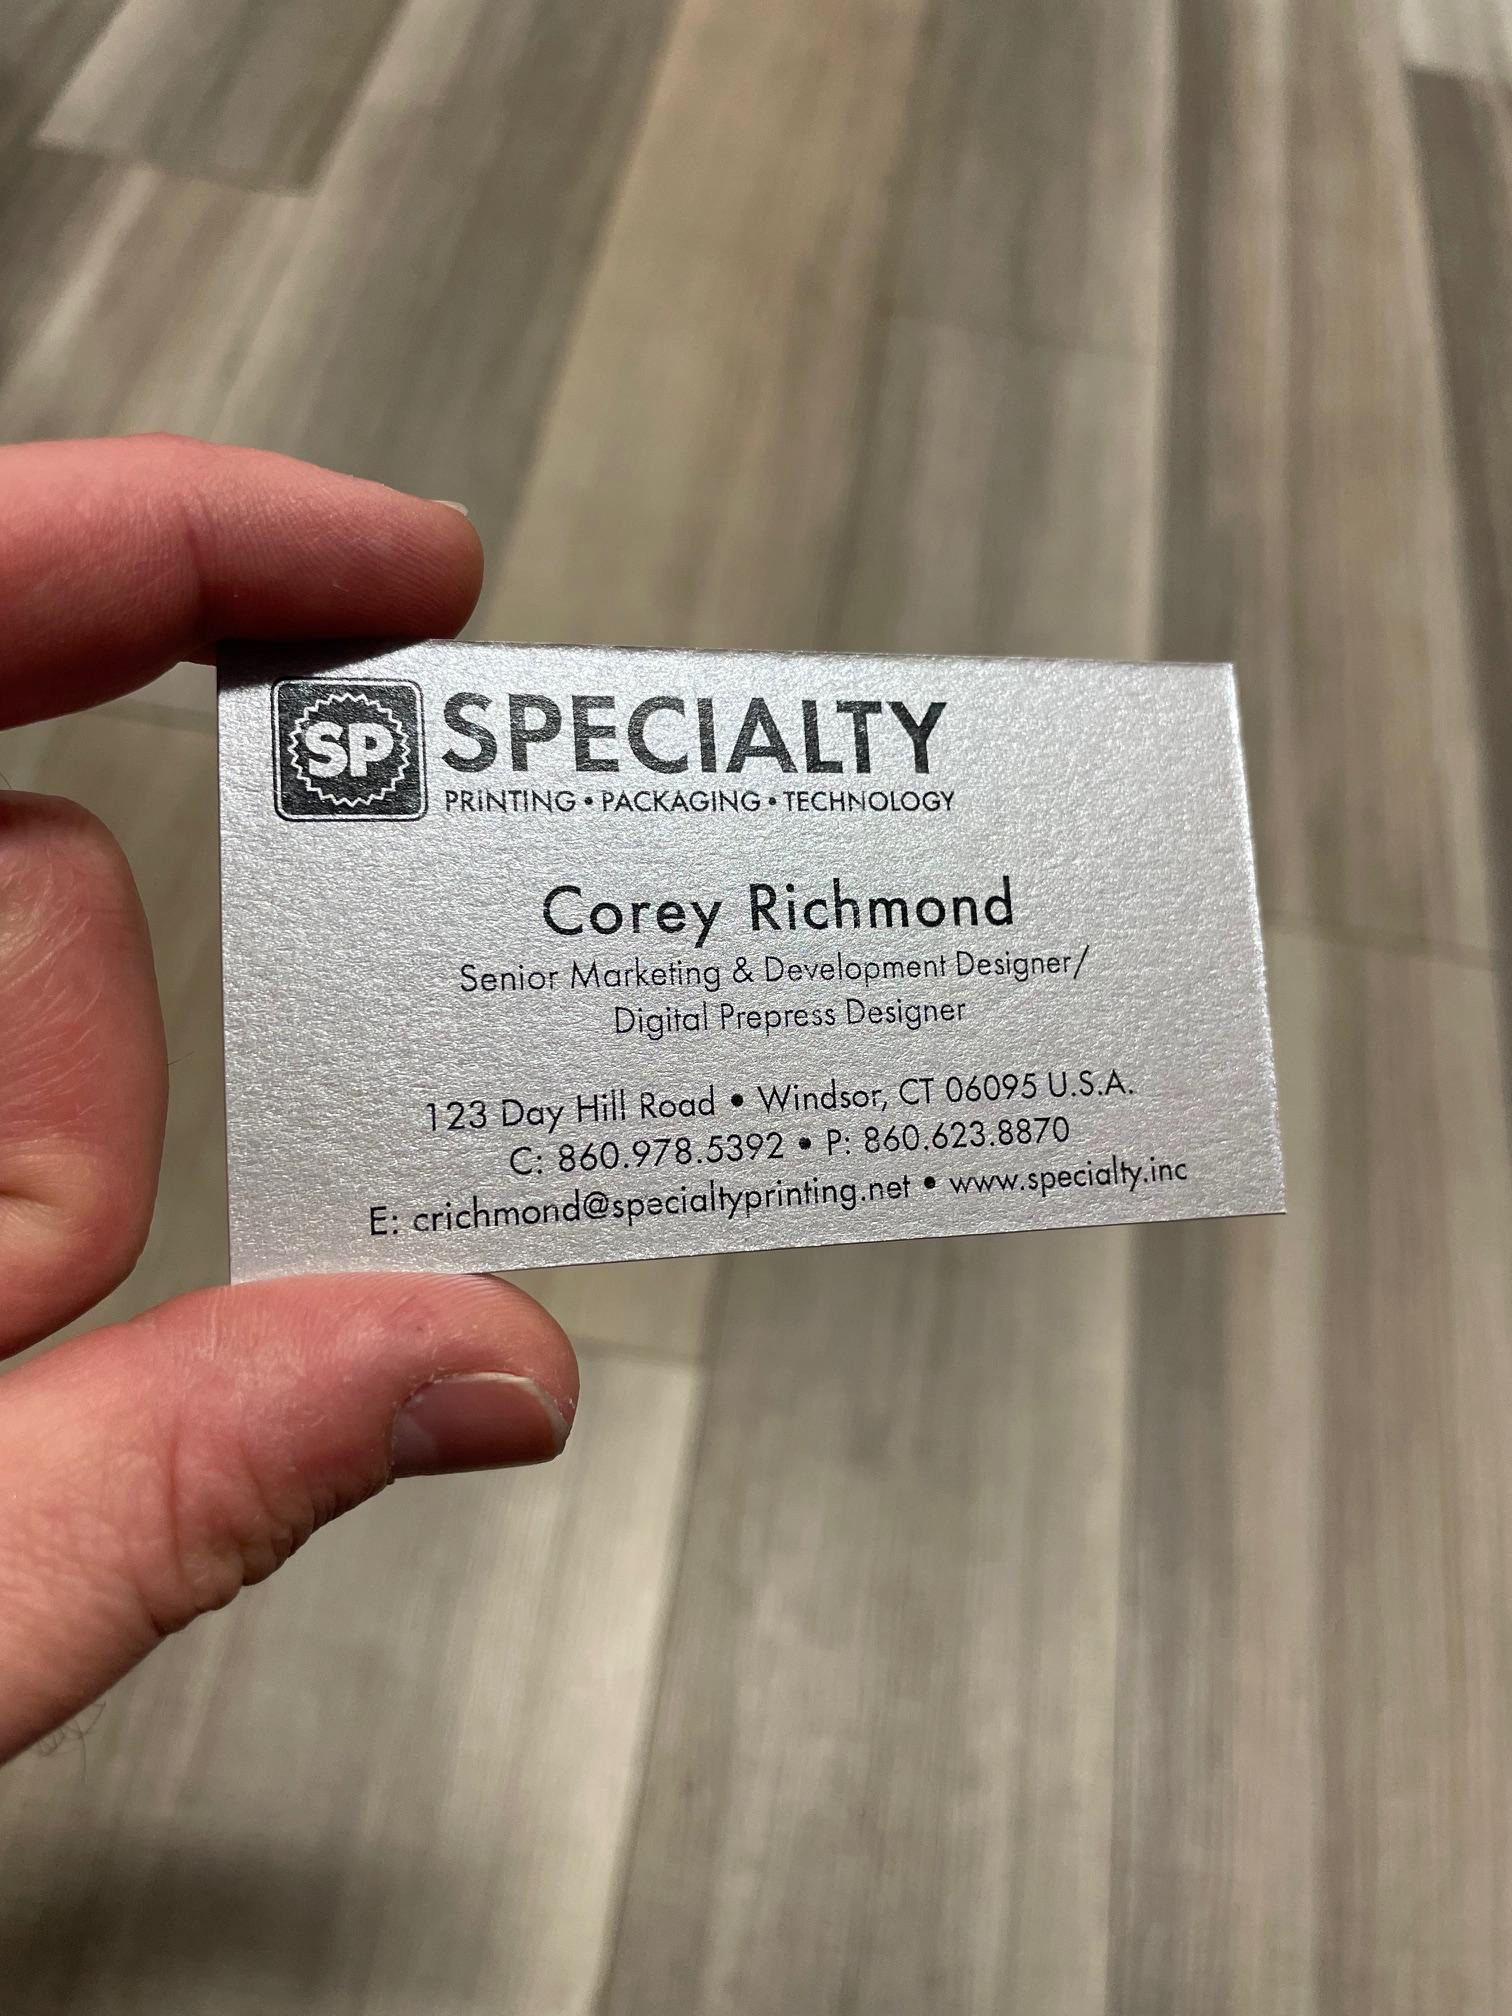 SP SPECIALTY
PRINTING • PACKAGING • TECHNOLOGY
Corey Richmond
Senior Marketing & Development Designer/
Digital Prepress Designer
123 Day Hill Road • Windsor, CT 06095 U.S.A.
C: 860.978.5392 • P: 860.623.8870
E: crichmond@specialtyprinting.net • www.specialty.inc